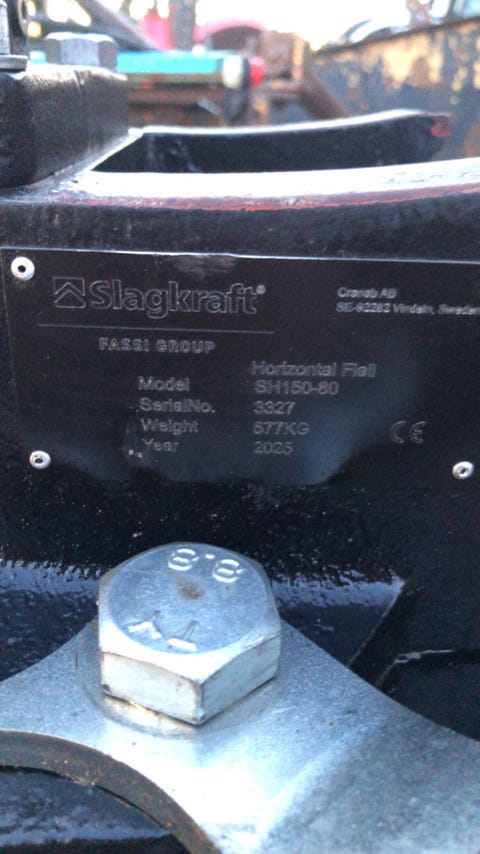 Slagkraft®
Cranab AB
SE-92282 Vindeln, Sweden
FASSI GROUP
Horizontal Flail
Model SH150-60
SerialNo. 3327
Weight 577KG
Year 2025
CE
8.8